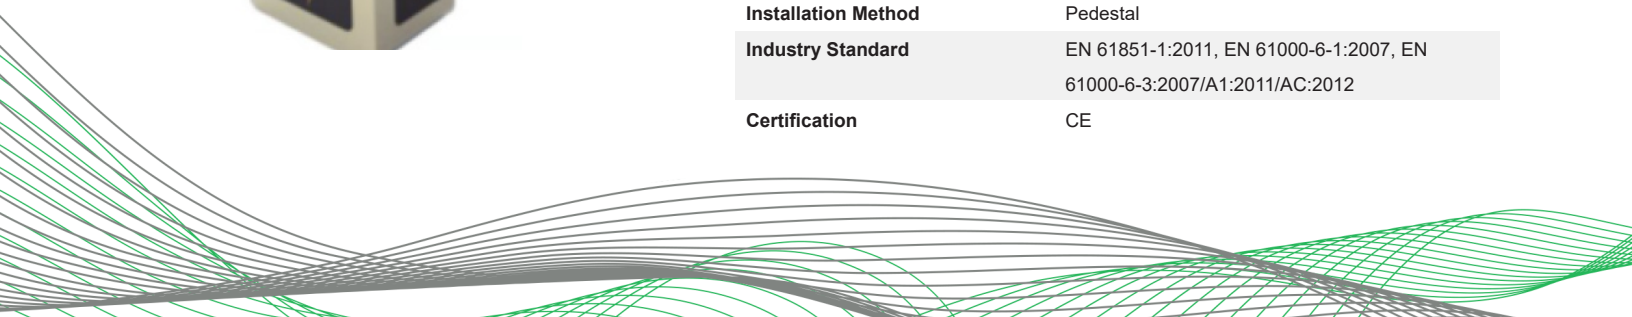 Installation Method Pedestal
Industry Standard EN 61851-1:2011, EN 61000-6-1:2007, EN
61000-6-3:2007/A1:2011/AC:2012
Certification CE